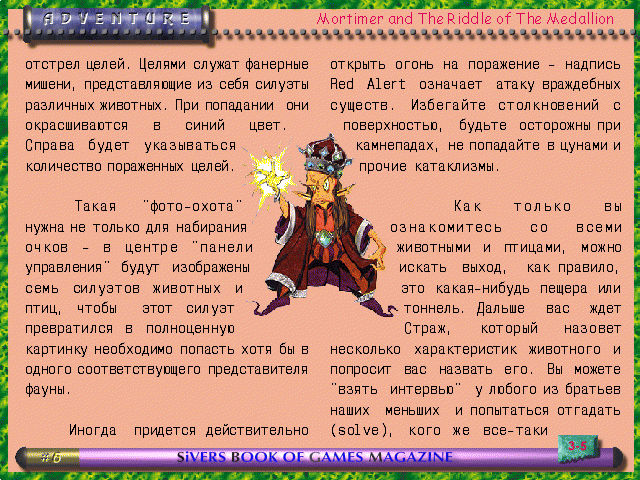 ADVENTURE
Mortimer and The Riddle of The Medallion
отстрел целей. Целями служат фанерные
мишени, представляющие из себя силуэты
различных животных. При попадании они
окрашиваются в синий цвет.
Справа будет указываться
количество пораженных целей.
Такая "фото-охота"
нужна не только для набирания
очков - в центре "панели
управления" будут изображены
семь силуэтов животных и
птиц, чтобы этот силуэт
превратился в полноценную
картинку необходимо попасть хотя бы в
одного соответствующего представителя
фауны.
Иногда придется действительно
открыть огонь на поражение - надпись
Red Alert означает атаку враждебных
существ. Избегайте столкновений с
поверхностью, будьте осторожны при
камнепадах, не попадайте в цунами и
прочие катаклизмы.
Как только вы
ознакомитесь со всеми
животными и птицами, можно
искать выход, как правило,
это какая-нибудь пещера или
тоннель. Дальше вас ждет
Страж, который назовет
несколько характеристик животного и
попросит вас назвать его. Вы можете
"взять интервью" у любого из братьев
наших меньших и попытаться отгадать
(solve), кого же все-таки
#6
SiVERS BOOK OF GAMES MAGAZINE
3-5